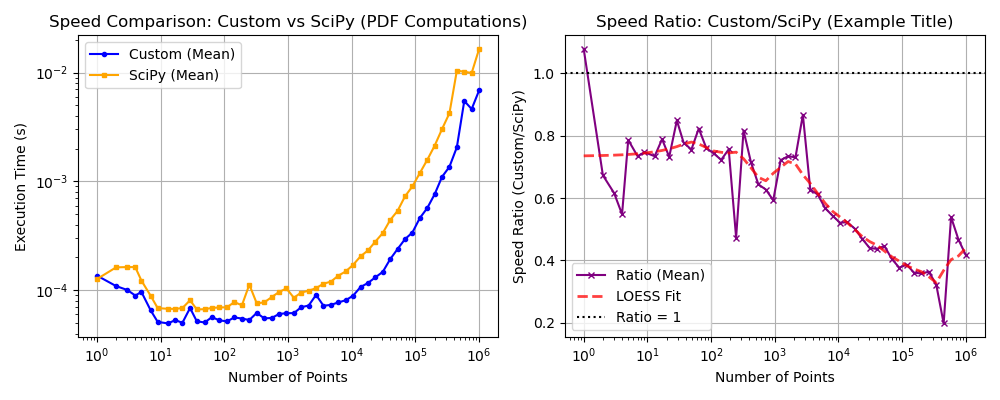 Speed Comparison: Custom vs SciPy (PDF Computations)
Custom (Mean)
SciPy (Mean)
Execution Time (s)
10⁻²
10⁻³
10⁻⁴
10⁰ 10¹ 10² 10³ 10⁴ 10⁵ 10⁶
Number of Points
Speed Ratio: Custom/SciPy (Example Title)
Speed Ratio (Custom/SciPy)
1.0
0.8
0.6
0.4
0.2
Ratio (Mean)
LOESS Fit
Ratio = 1
10⁰ 10¹ 10² 10³ 10⁴ 10⁵ 10⁶
Number of Points